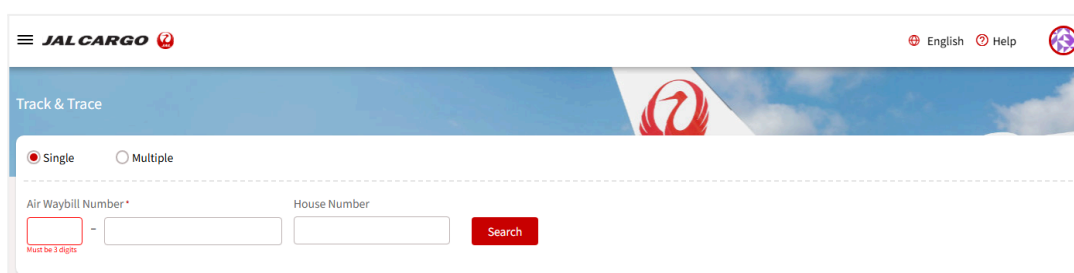 JAL CARGO
English Help
Track & Trace
Single Multiple
Air Waybill Number* House Number
-
Search
Must be 3 digits